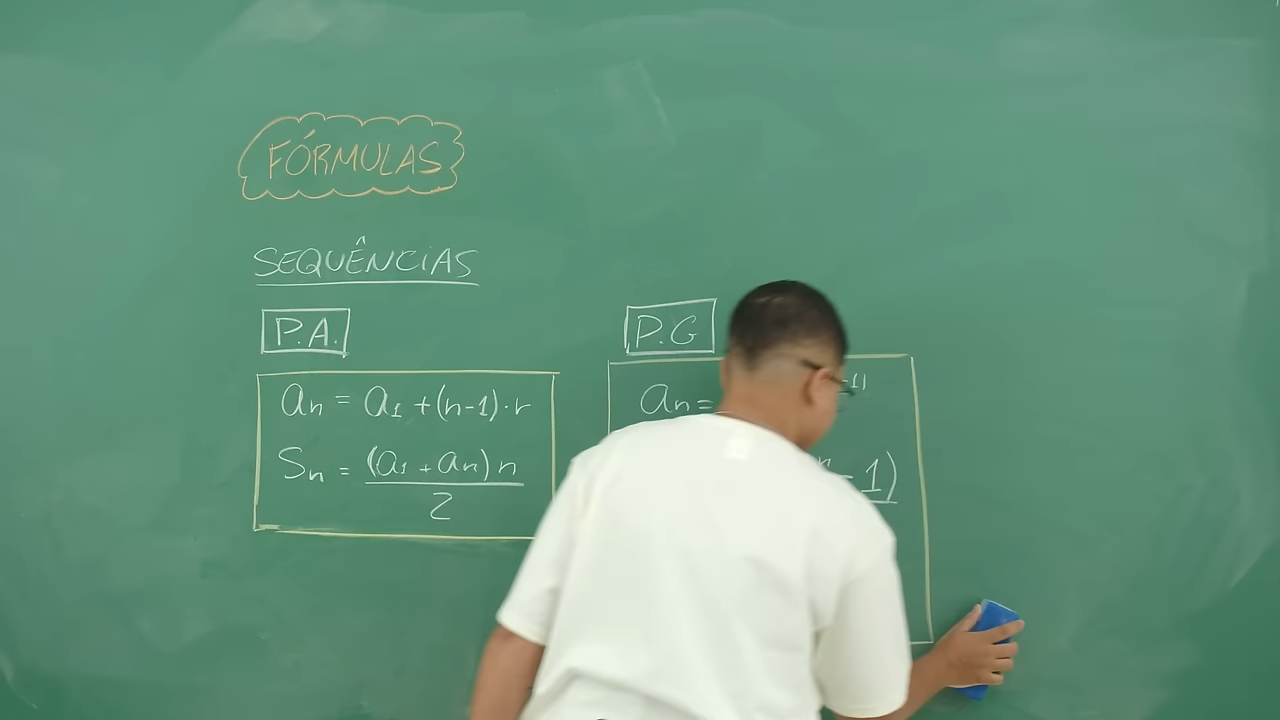 FÓRMULAS
SEQUÊNCIAS
P.A.
an = a1 + (n-1)·r
Sn = (a1 + an) n
2
P.G
an =
-1)